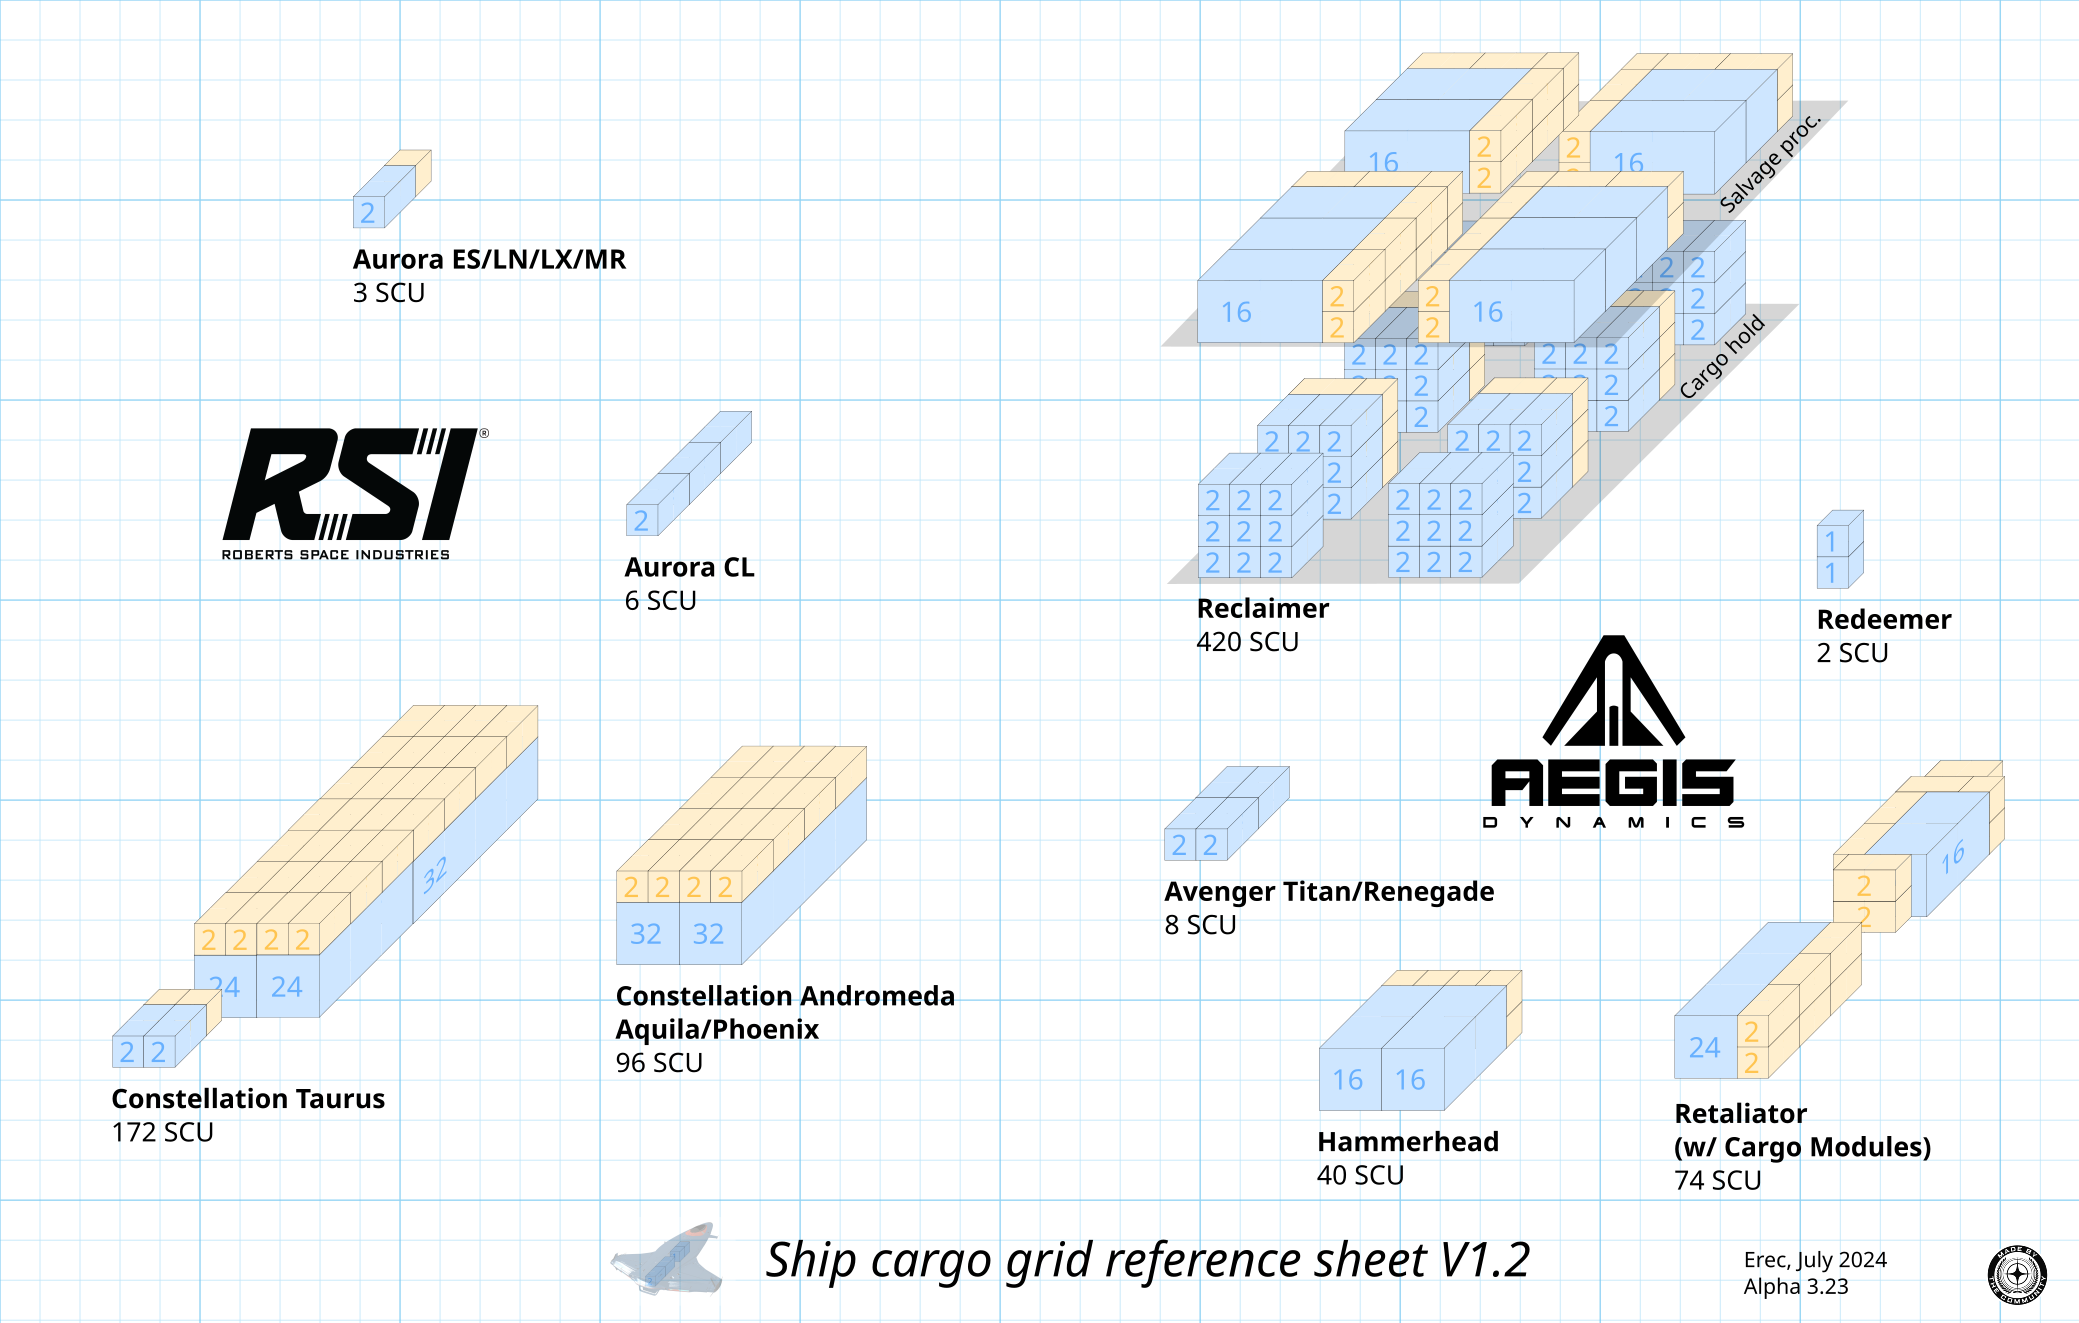 2
Aurora ES/LN/LX/MR
3 SCU
RSI®
ROBERTS SPACE INDUSTRIES
2
Aurora CL
6 SCU
32
2 2 2 2
24 24
2 2
Constellation Taurus
172 SCU
2 2 2 2
32 32
Constellation Andromeda
Aquila/Phoenix
96 SCU
16 2
2
2 16
Salvage proc.
16 2
2
2 16
2
2 2
2
2
2 2 2
2
2
2 2 2
2 2
2
Cargo hold
2 2 2
2
2
2 2 2
2
2
2 2 2
2 2 2
2 2 2
2 2 2
2 2 2
2 2 2
Reclaimer
420 SCU
1
1
Redeemer
2 SCU
AEGIS
DYNAMICS
2 2
Avenger Titan/Renegade
8 SCU
16 16
Hammerhead
40 SCU
16
2
2
24 2
2
Retaliator
(w/ Cargo Modules)
74 SCU
Ship cargo grid reference sheet V1.2
Erec, July 2024
Alpha 3.23
MADE BY
THE COMMUNITY